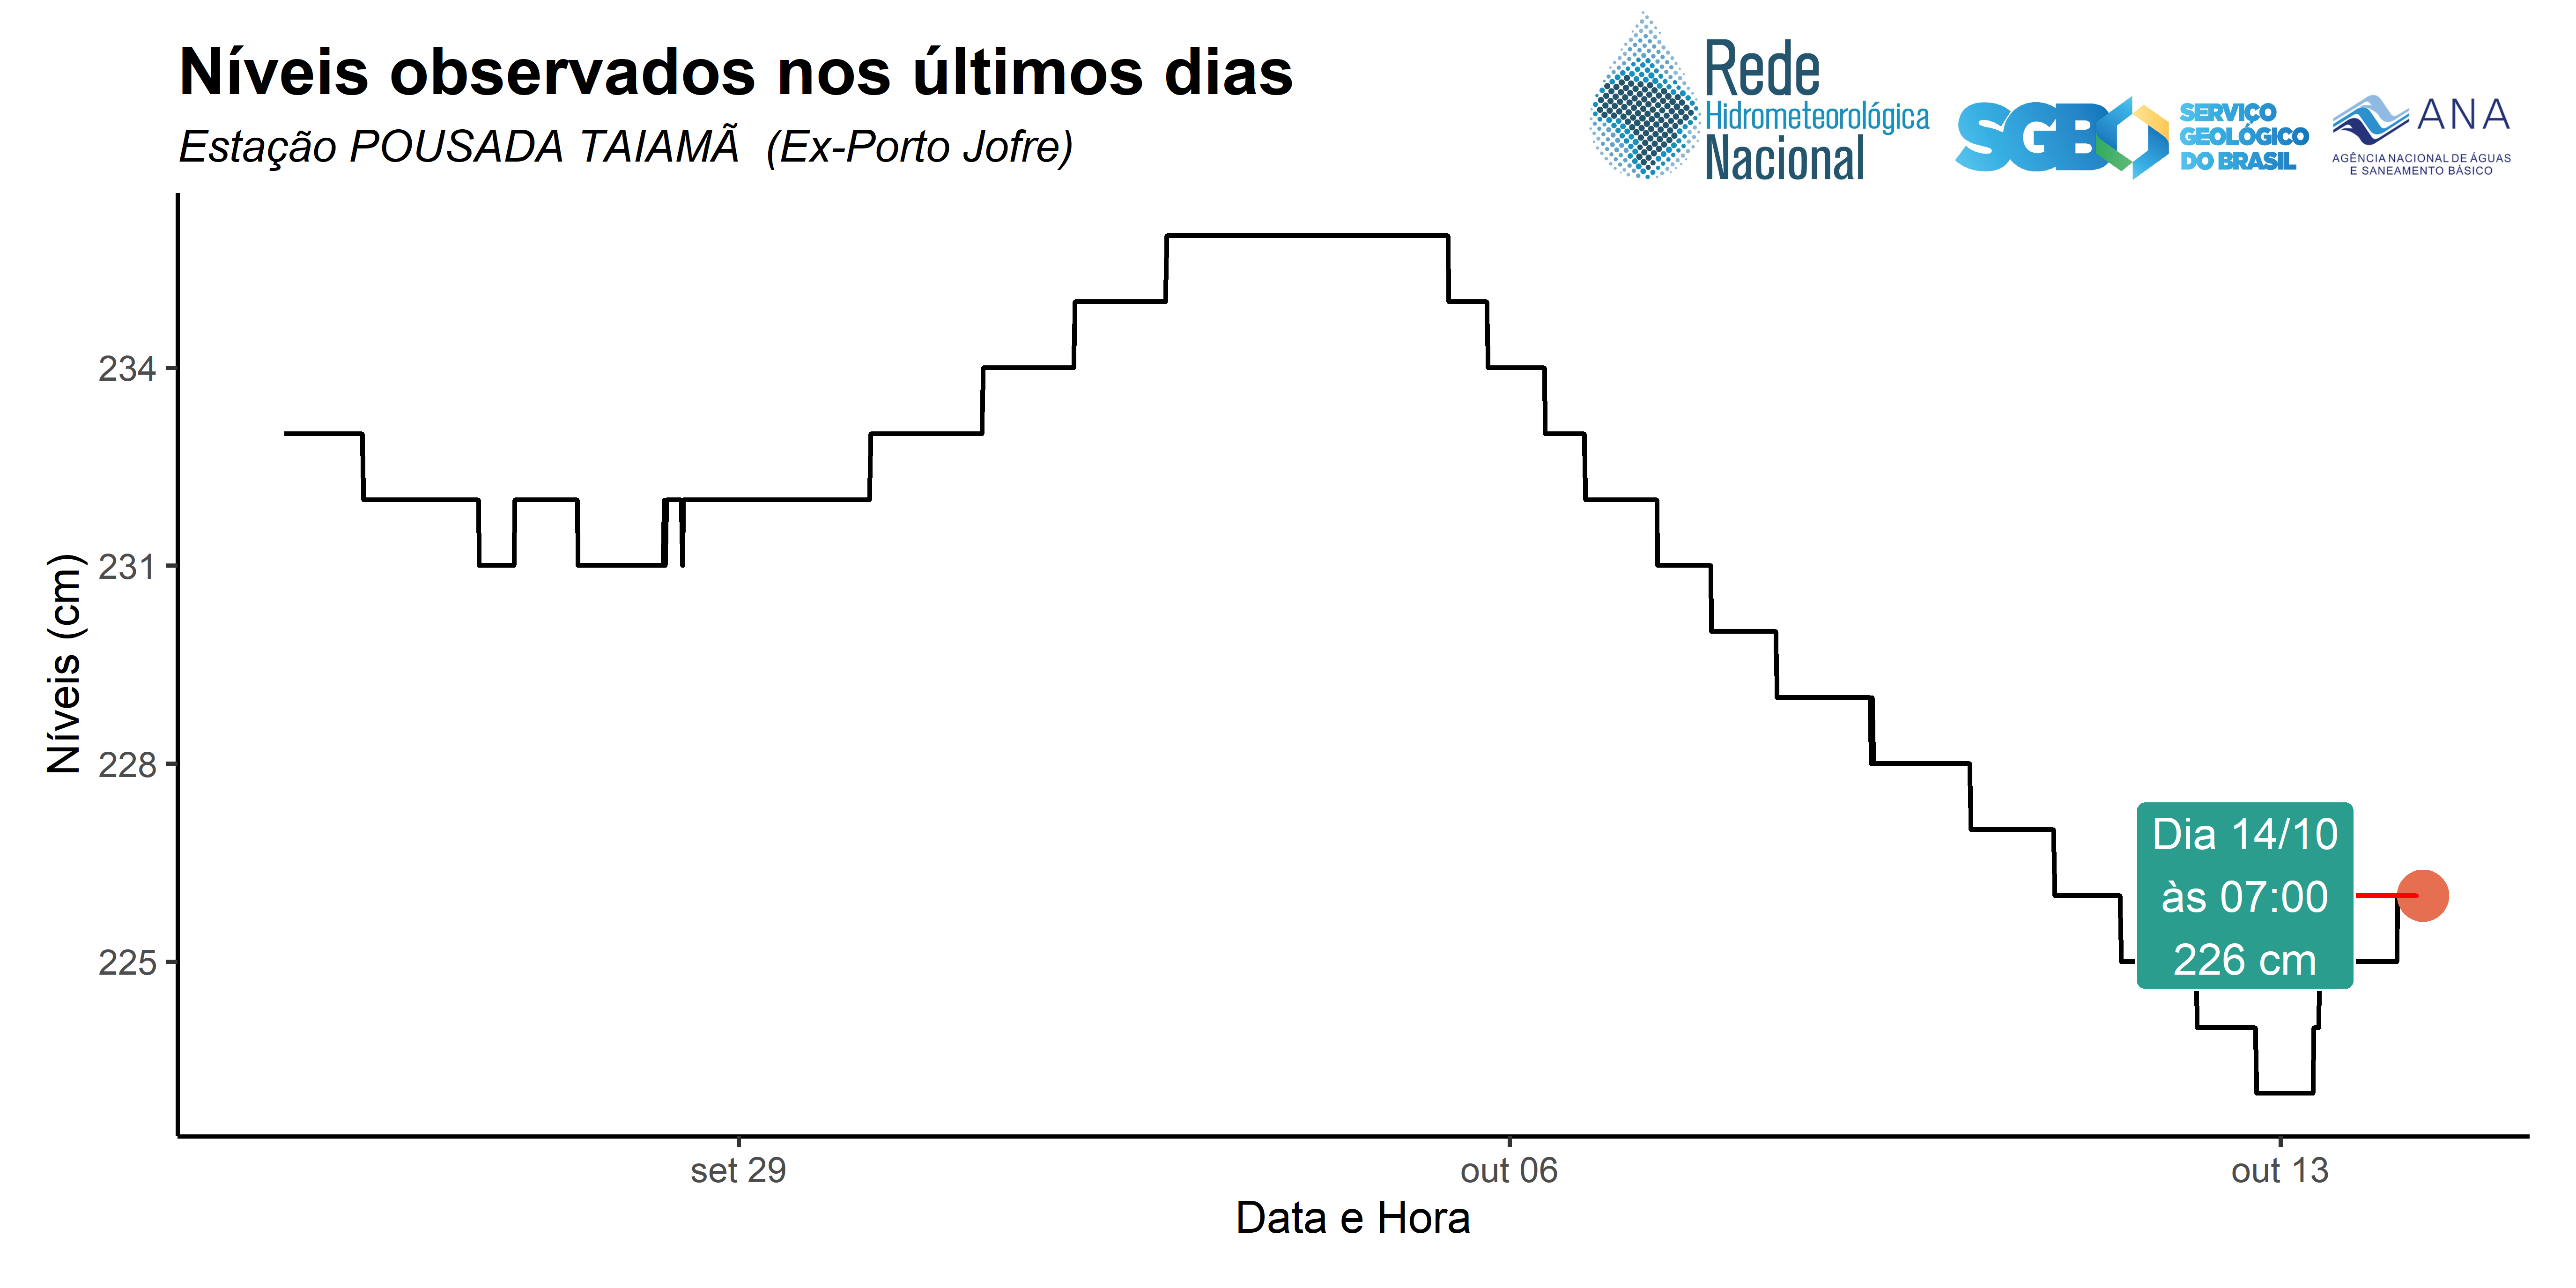 Níveis observados nos últimos dias
Estação POUSADA TAIAMÃ  (Ex-Porto Jofre)
Rede
Hidrometeorológica
Nacional
SGB
SERVIÇO
GEOLÓGICO
DO BRASIL
ANA
AGÊNCIA NACIONAL DE ÁGUAS
E SANEAMENTO BÁSICO
Níveis (cm)
234
231
228
225
Dia 14/10
às 07:00
226 cm
set 29
out 06
out 13
Data e Hora